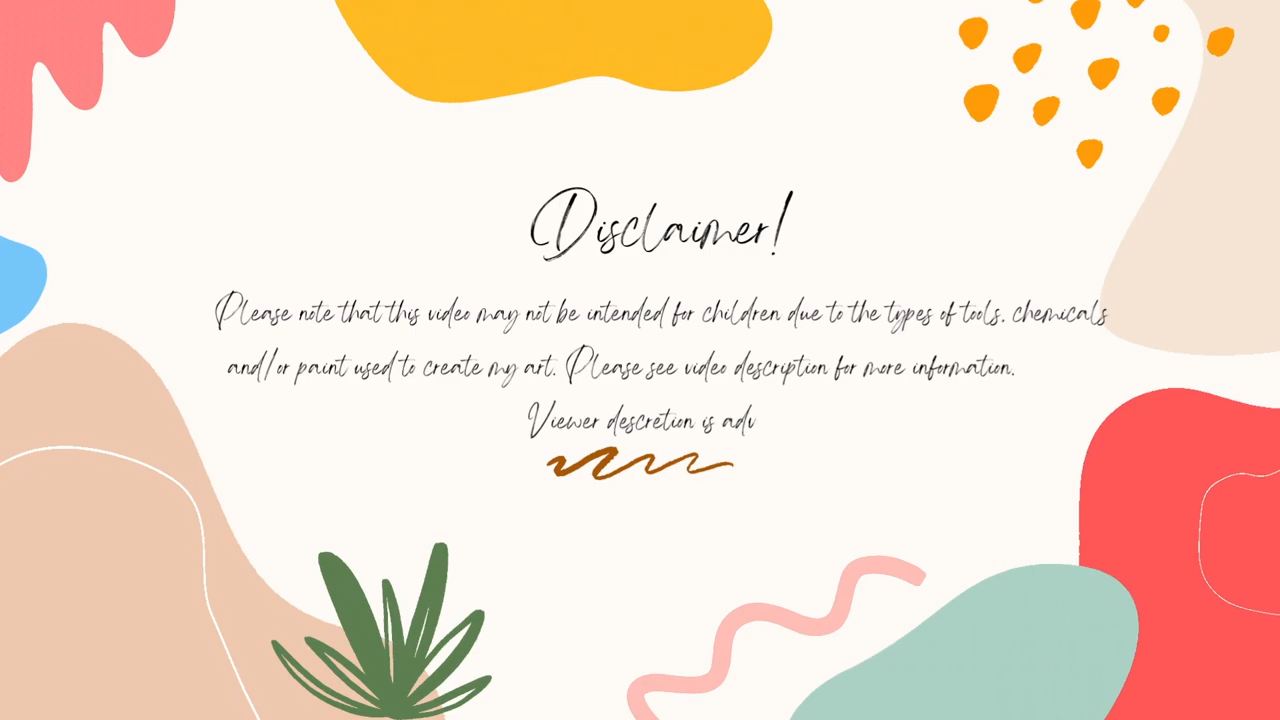 Disclaimer!
Please note that this video may not be intended for children due to the types of tools, chemicals
and/or paint used to create my art. Please see video description for more information.
Viewer descretion is adv